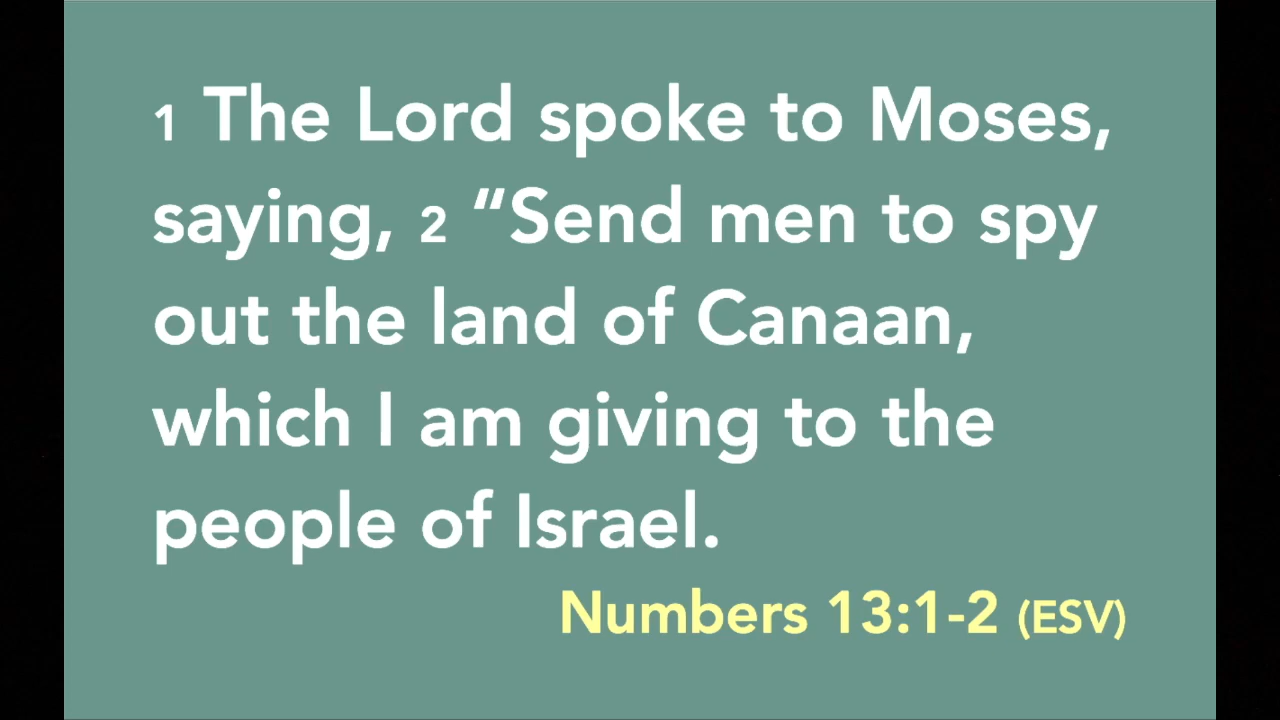 1 The Lord spoke to Moses,
saying, 2 “Send men to spy
out the land of Canaan,
which I am giving to the
people of Israel.
Numbers 13:1-2 (ESV)